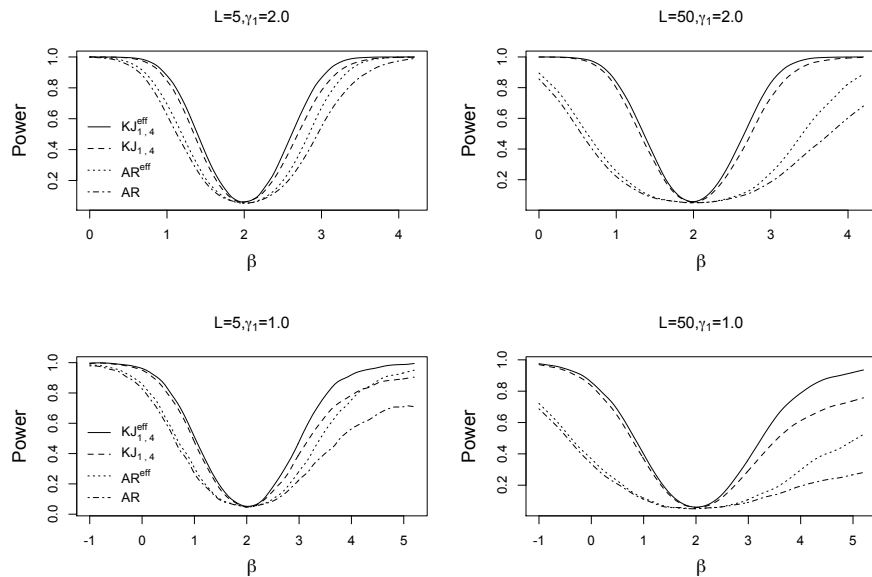 L=5,γ₁=2.0
Power
1.0
0.8
0.6
0.4
0.2
KJ₁,₄ᵉᶠᶠ
KJ₁,₄
ARᵉᶠᶠ
AR
0 1 2 3 4
β
L=50,γ₁=2.0
Power
1.0
0.8
0.6
0.4
0.2
0 1 2 3 4
β
L=5,γ₁=1.0
Power
1.0
0.8
0.6
0.4
0.2
0.0
KJ₁,₄ᵉᶠᶠ
KJ₁,₄
ARᵉᶠᶠ
AR
-1 0 1 2 3 4 5
β
L=50,γ₁=1.0
Power
1.0
0.8
0.6
0.4
0.2
-1 0 1 2 3 4 5
β